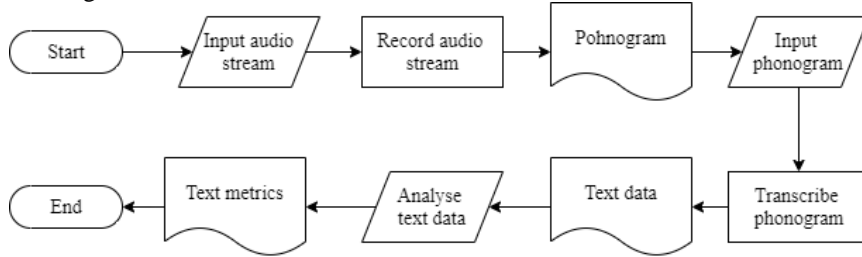 Start
Input audio
stream
Record audio
stream
Pohnogram
Input
phonogram
Transcribe
phonogram
Text data
Analyse
text data
Text metrics
End